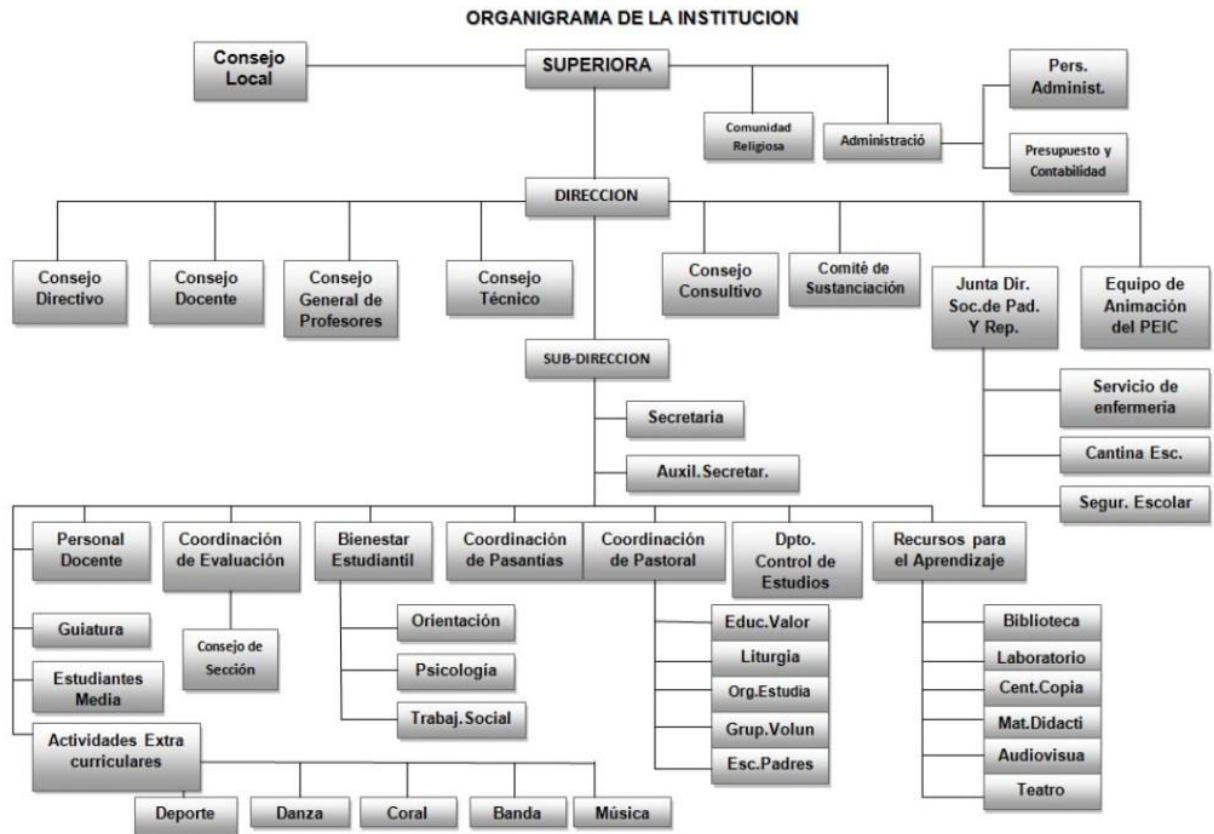 ORGANIGRAMA DE LA INSTITUCION
Consejo
Local
SUPERIORA
Pers.
Administ.
Comunidad
Religiosa
Administració
Presupuesto y
Contabilidad
DIRECCION
Consejo
Directivo
Consejo
Docente
Consejo
General de
Profesores
Consejo
Técnico
Consejo
Consultivo
Comité de
Sustanciación
Junta Dir.
Soc.de Pad.
Y Rep.
Equipo de
Animación
del PEIC
SUB-DIRECCION
Servicio de
enfermería
Secretaria
Cantina Esc.
Auxil.Secretar.
Segur. Escolar
Personal
Docente
Coordinación
de Evaluación
Bienestar
Estudiantil
Coordinación
de Pasantías
Coordinación
de Pastoral
Dpto.
Control de
Estudios
Recursos para
el Aprendizaje
Guiatura
Estudiantes
Media
Consejo de
Sección
Orientación
Psicología
Trabaj.Social
Educ.Valor
Liturgia
Org.Estudia
Grup.Volun
Esc.Padres
Biblioteca
Laboratorio
Cent.Copia
Mat.Didacti
Audiovisua
Teatro
Actividades Extra
curriculares
Deporte
Danza
Coral
Banda
Música